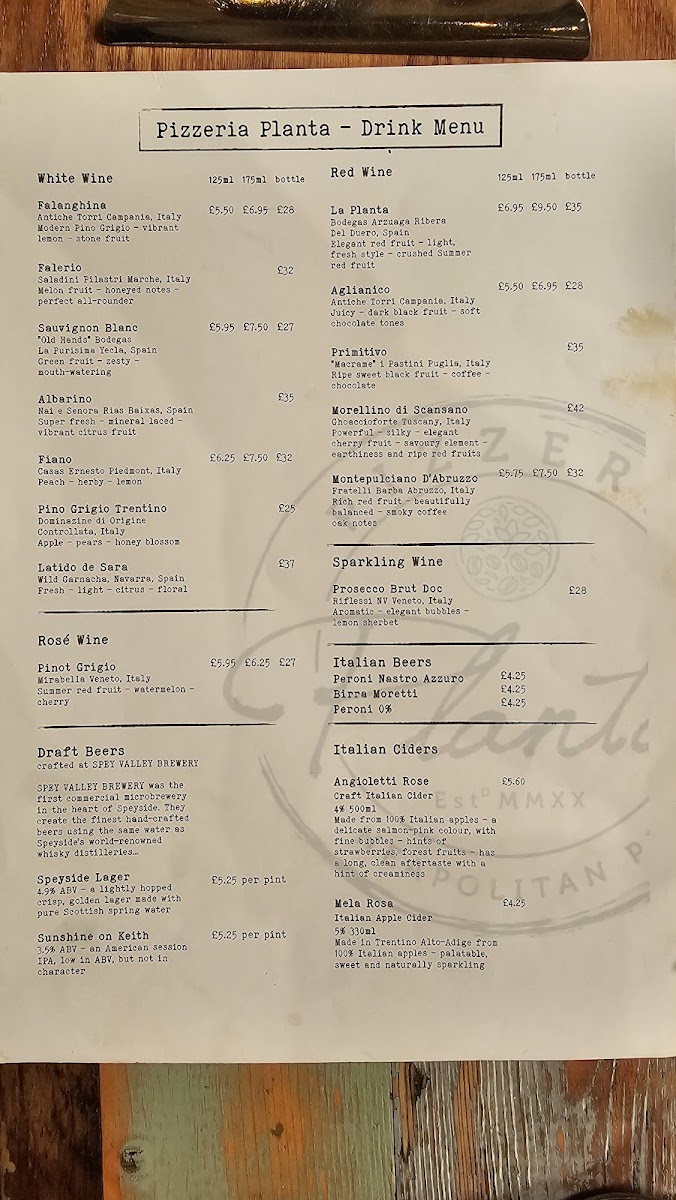 Pizzeria Planta - Drink Menu
White Wine 125ml 175ml bottle
Falanghina £5.50 £6.95 £28
Antiche Torri Campania, Italy
Modern Pino Grigio - vibrant
lemon - stone fruit
Falerio £32
Saladini Pilastri Marche, Italy
Melon fruit - honeyed notes -
perfect all-rounder
Sauvignon Blanc £5.95 £7.50 £27
"Old Hands" Bodegas
La Purisima Yecla, Spain
Green fruit - zesty -
mouth-watering
Albarino £35
Nai e Senora Rias Baixas, Spain
Super fresh - mineral laced -
vibrant citrus fruit
Fiano £6.25 £7.50 £32
Casas Ernesto Piedmont, Italy
Peach - herby - lemon
Pino Grigio Trentino £25
Dominazine di Origine
Controllata, Italy
Apple - pears - honey blossom
Latido de Sara £37
Wild Garnacha, Navarra, Spain
Fresh - light - citrus - floral
Rosé Wine
Pinot Grigio £5.95 £6.25 £27
Mirabella Veneto, Italy
Summer red fruit - watermelon -
cherry
Draft Beers
crafted at SPEY VALLEY BREWERY
SPEY VALLEY BREWERY was the
first commercial microbrewery
in the heart of Speyside. They
create the finest hand-crafted
beers using the same water as
Speyside's world-renowned
whisky distilleries...
Speyside Lager £5.25 per pint
4.9% ABV - a lightly hopped
crisp, golden lager made with
pure Scottish spring water
Sunshine on Keith £5.25 per pint
3.5% ABV - an American session
IPA, low in ABV, but not in
character
Red Wine 125ml 175ml bottle
La Planta £6.95 £9.50 £35
Bodegas Arzuaga Ribera
Del Duero, Spain
Elegant red fruit - light,
fresh style - crushed Summer
red fruit
Aglianico £5.50 £6.95 £28
Antiche Torri Campania, Italy
Juicy - dark black fruit - soft
chocolate tones
Primitivo £35
"Macrame" i Pastini Puglia, Italy
Ripe sweet black fruit - coffee -
chocolate
Morellino di Scansano £42
Ghoaccioforte Tuscany, Italy
Powerful - silky - elegant
cherry fruit - savoury element -
earthiness and ripe red fruits
Montepulciano D'Abruzzo £5.75 £7.50 £32
Fratelli Barba Abruzzo, Italy
Rich red fruit - beautifully
balanced - smoky coffee
oak notes
Sparkling Wine
Prosecco Brut Doc £28
Riflessi NV Veneto, Italy
Aromatic - elegant bubbles -
lemon sherbet
Italian Beers
Peroni Nastro Azzuro £4.25
Birra Moretti £4.25
Peroni 0% £4.25
Italian Ciders
Angioletti Rose £5.60
Craft Italian Cider
4% 500ml
Made from 100% Italian apples - a
delicate salmon-pink colour, with
fine bubbles - hints of
strawberries, forest fruits - has
a long, clean aftertaste with a
hint of creaminess
Mela Rosa £4.25
Italian Apple Cider
5% 330ml
Made in Trentino Alto-Adige from
100% Italian apples - palatable,
sweet and naturally sparkling
Est° MMXX